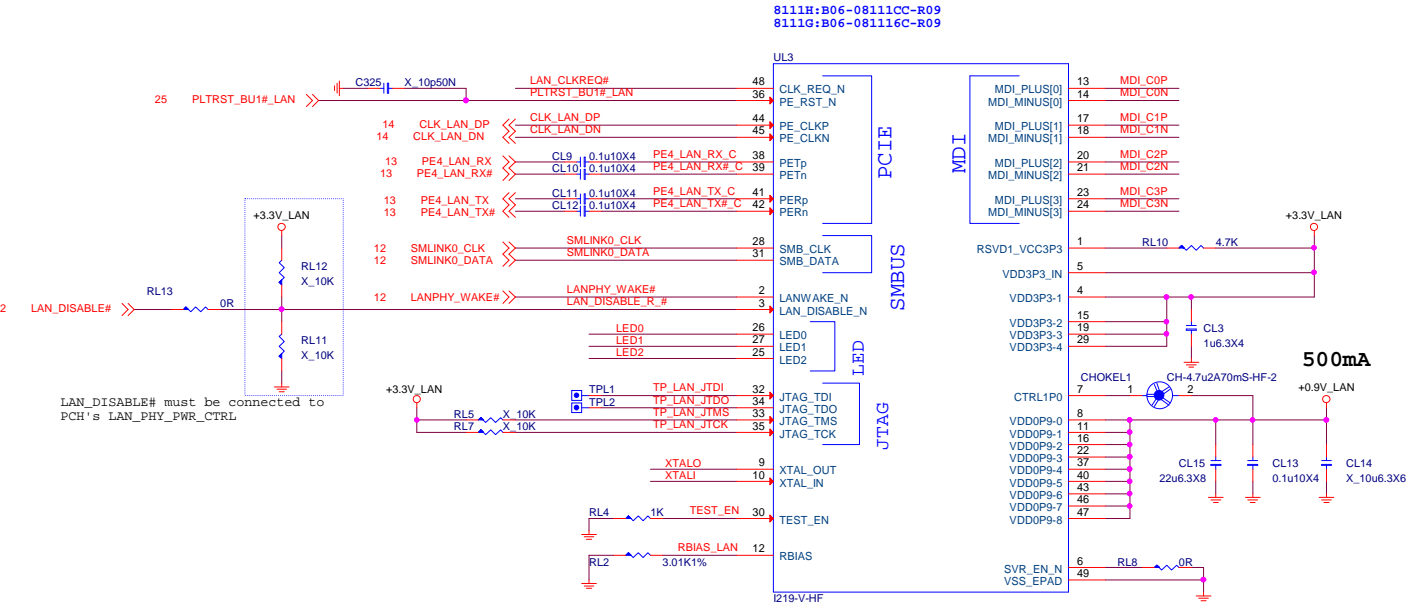 8111H:B06-08111CC-R09
8111G:B06-081116C-R09
UL3
C325 X_10p50N
LAN_CLKREQ# 48 CLK_REQ_N
25 PLTRST_BU1#_LAN PLTRST_BU1#_LAN 36 PE_RST_N
14 CLK_LAN_DP CLK_LAN_DP 44 PE_CLKP
14 CLK_LAN_DN CLK_LAN_DN 45 PE_CLKN
13 PE4_LAN_RX CL9 0.1u10X4 PE4_LAN_RX_C 38 PETp
13 PE4_LAN_RX# CL10 0.1u10X4 PE4_LAN_RX#_C 39 PETn
13 PE4_LAN_TX CL11 0.1u10X4 PE4_LAN_TX_C 41 PERp
13 PE4_LAN_TX# CL12 0.1u10X4 PE4_LAN_TX#_C 42 PERn
PCIE
12 SMLINK0_CLK SMLINK0_CLK 28 SMB_CLK
12 SMLINK0_DATA SMLINK0_DATA 31 SMB_DATA
SMBUS
12 LANPHY_WAKE# LANPHY_WAKE# 2 LANWAKE_N
LAN_DISABLE_R_# 3 LAN_DISABLE_N
+3.3V_LAN
RL12
X_10K
2 LAN_DISABLE# RL13 0R
RL11
X_10K
LAN_DISABLE# must be connected to
PCH's LAN_PHY_PWR_CTRL
LED0 26 LED0
LED1 27 LED1
LED2 25 LED2
LED
+3.3V_LAN
TPL1 TP_LAN_JTDI 32 JTAG_TDI
TPL2 TP_LAN_JTDO 34 JTAG_TDO
RL5 X_10K TP_LAN_JTMS 33 JTAG_TMS
RL7 X_10K TP_LAN_JTCK 35 JTAG_TCK
JTAG
XTALO 9 XTAL_OUT
XTALI 10 XTAL_IN
RL4 1K TEST_EN 30 TEST_EN
RL2 3.01K1% RBIAS_LAN 12 RBIAS
I219-V-HF
MDI
MDI_PLUS[0] 13 MDI_C0P
MDI_MINUS[0] 14 MDI_C0N
MDI_PLUS[1] 17 MDI_C1P
MDI_MINUS[1] 18 MDI_C1N
MDI_PLUS[2] 20 MDI_C2P
MDI_MINUS[2] 21 MDI_C2N
MDI_PLUS[3] 23 MDI_C3P
MDI_MINUS[3] 24 MDI_C3N
+3.3V_LAN
RSVD1_VCC3P3 1 RL10 4.7K
VDD3P3_IN 5
VDD3P3-1 4
VDD3P3-2 15
VDD3P3-3 19
VDD3P3-4 29
CL3
1u6.3X4
500mA
+0.9V_LAN
CTRL1P0 7 CHOKEL1 1 2 CH-4.7u2A70mS-HF-2
VDD0P9-0 8
VDD0P9-1 11
VDD0P9-2 16
VDD0P9-3 22
VDD0P9-4 37
VDD0P9-5 40
VDD0P9-6 43
VDD0P9-7 46
VDD0P9-8 47
CL15
22u6.3X8
CL13
0.1u10X4
CL14
X_10u6.3X6
SVR_EN_N 6 RL8 0R
VSS_EPAD 49